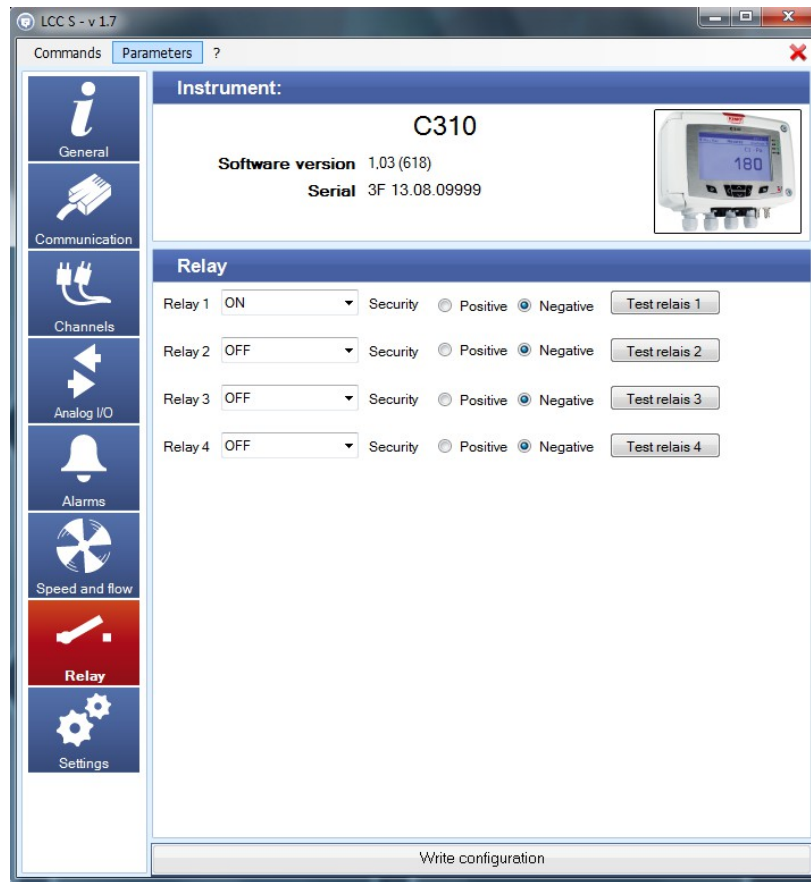 LCC S - v 1.7
Commands Parameters ?
General
Communication
Channels
Analog I/O
Alarms
Speed and flow
Relay
Settings
Instrument:
C310
Software version 1,03 (618)
Serial 3F 13.08.09999
180
Relay
Relay 1 ON Security Positive Negative Test relais 1
Relay 2 OFF Security Positive Negative Test relais 2
Relay 3 OFF Security Positive Negative Test relais 3
Relay 4 OFF Security Positive Negative Test relais 4
Write configuration